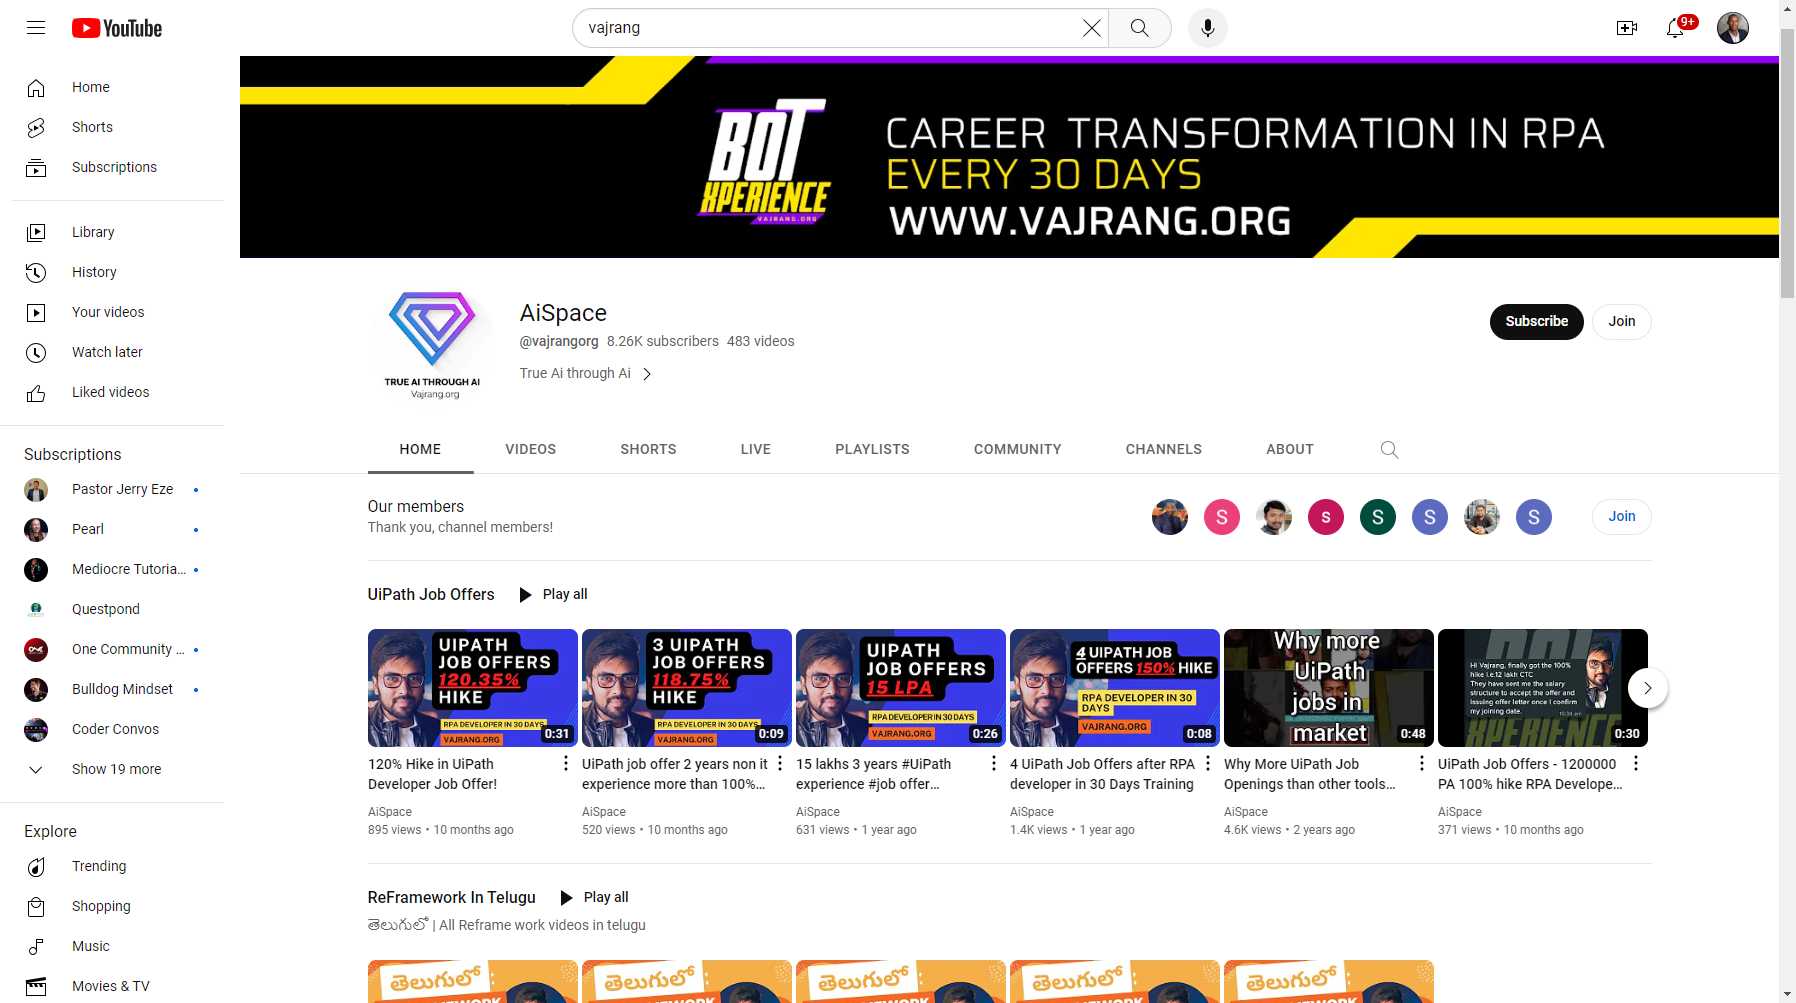 YouTube
vajrang
9+
Home
Shorts
Subscriptions
Library
History
Your videos
Watch later
Liked videos
Subscriptions
Pastor Jerry Eze
Pearl
Mediocre Tutoria...
Questpond
One Community ...
Bulldog Mindset
Coder Convos
Show 19 more
Explore
Trending
Shopping
Music
Movies & TV
BOT
XPERIENCE
VAJRANG.ORG
CAREER TRANSFORMATION IN RPA
EVERY 30 DAYS
WWW.VAJRANG.ORG
TRUE AI THROUGH AI
Vajrang.org
AiSpace
@vajrangorg 8.26K subscribers 483 videos
True Ai through Ai
Subscribe
Join
HOME VIDEOS SHORTS LIVE PLAYLISTS COMMUNITY CHANNELS ABOUT
Our members
Thank you, channel members!
S
s
S
S
S
Join
UiPath Job Offers
Play all
UIPATH
JOB OFFERS
120.35%
HIKE
RPA DEVELOPER IN 30 DAYS
VAJRANG.ORG
0:31
120% Hike in UiPath
Developer Job Offer!
AiSpace
895 views • 10 months ago
3 UIPATH
JOB OFFERS
118.75%
HIKE
RPA DEVELOPER IN 30 DAYS
VAJRANG.ORG
0:09
UiPath job offer 2 years non it
experience more than 100%...
AiSpace
520 views • 10 months ago
UIPATH
JOB OFFERS
15 LPA
RPA DEVELOPER IN 30 DAYS
VAJRANG.ORG
0:26
15 lakhs 3 years #UiPath
experience #job offer...
AiSpace
631 views • 1 year ago
4 UIPATH JOB
OFFERS 150% HIKE
RPA DEVELOPER IN 30
DAYS
VAJRANG.ORG
0:08
4 UiPath Job Offers after RPA
developer in 30 Days Training
AiSpace
1.4K views • 1 year ago
Why more
UiPath
jobs in
market
0:48
Why More UiPath Job
Openings than other tools...
AiSpace
4.6K views • 2 years ago
Hi Vajrang, finally got the 100%
hike i.e.12 lakh CTC
They have sent me the salary
structure to accept the offer and
issuing offer letter once I confirm
my joining date.
XPERIENCE
0:30
UiPath Job Offers - 1200000
PA 100% hike RPA Develope...
AiSpace
371 views • 10 months ago
ReFramework In Telugu
Play all
తెలుగులో | All Reframe work videos in telugu
తెలుగులో
తెలుగులో
తెలుగులో
తెలుగులో
తెలుగులో